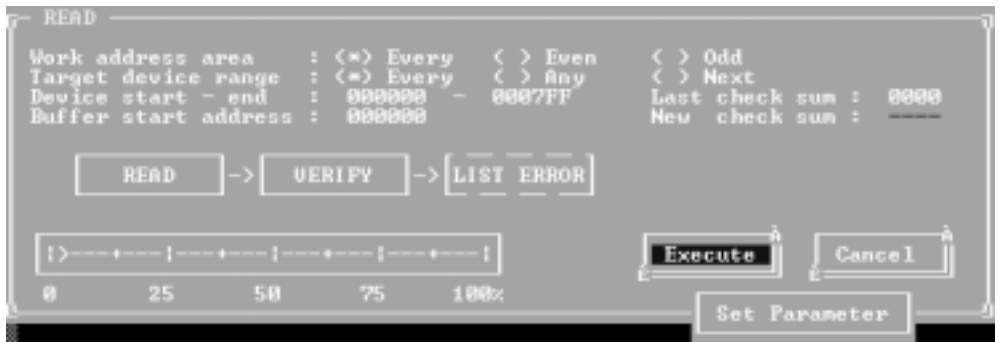 READ
Work address area : (*) Every ( ) Even ( ) Odd
Target device range : (*) Every ( ) Any ( ) Next
Device start - end : 000000 - 0007FF Last check sum : 0000
Buffer start address : 000000 New check sum : ----
READ -> VERIFY -> LIST ERROR
|>---+---|---+---|---+---|---+---|
Execute Cancel
0 25 50 75 100%
Set Parameter